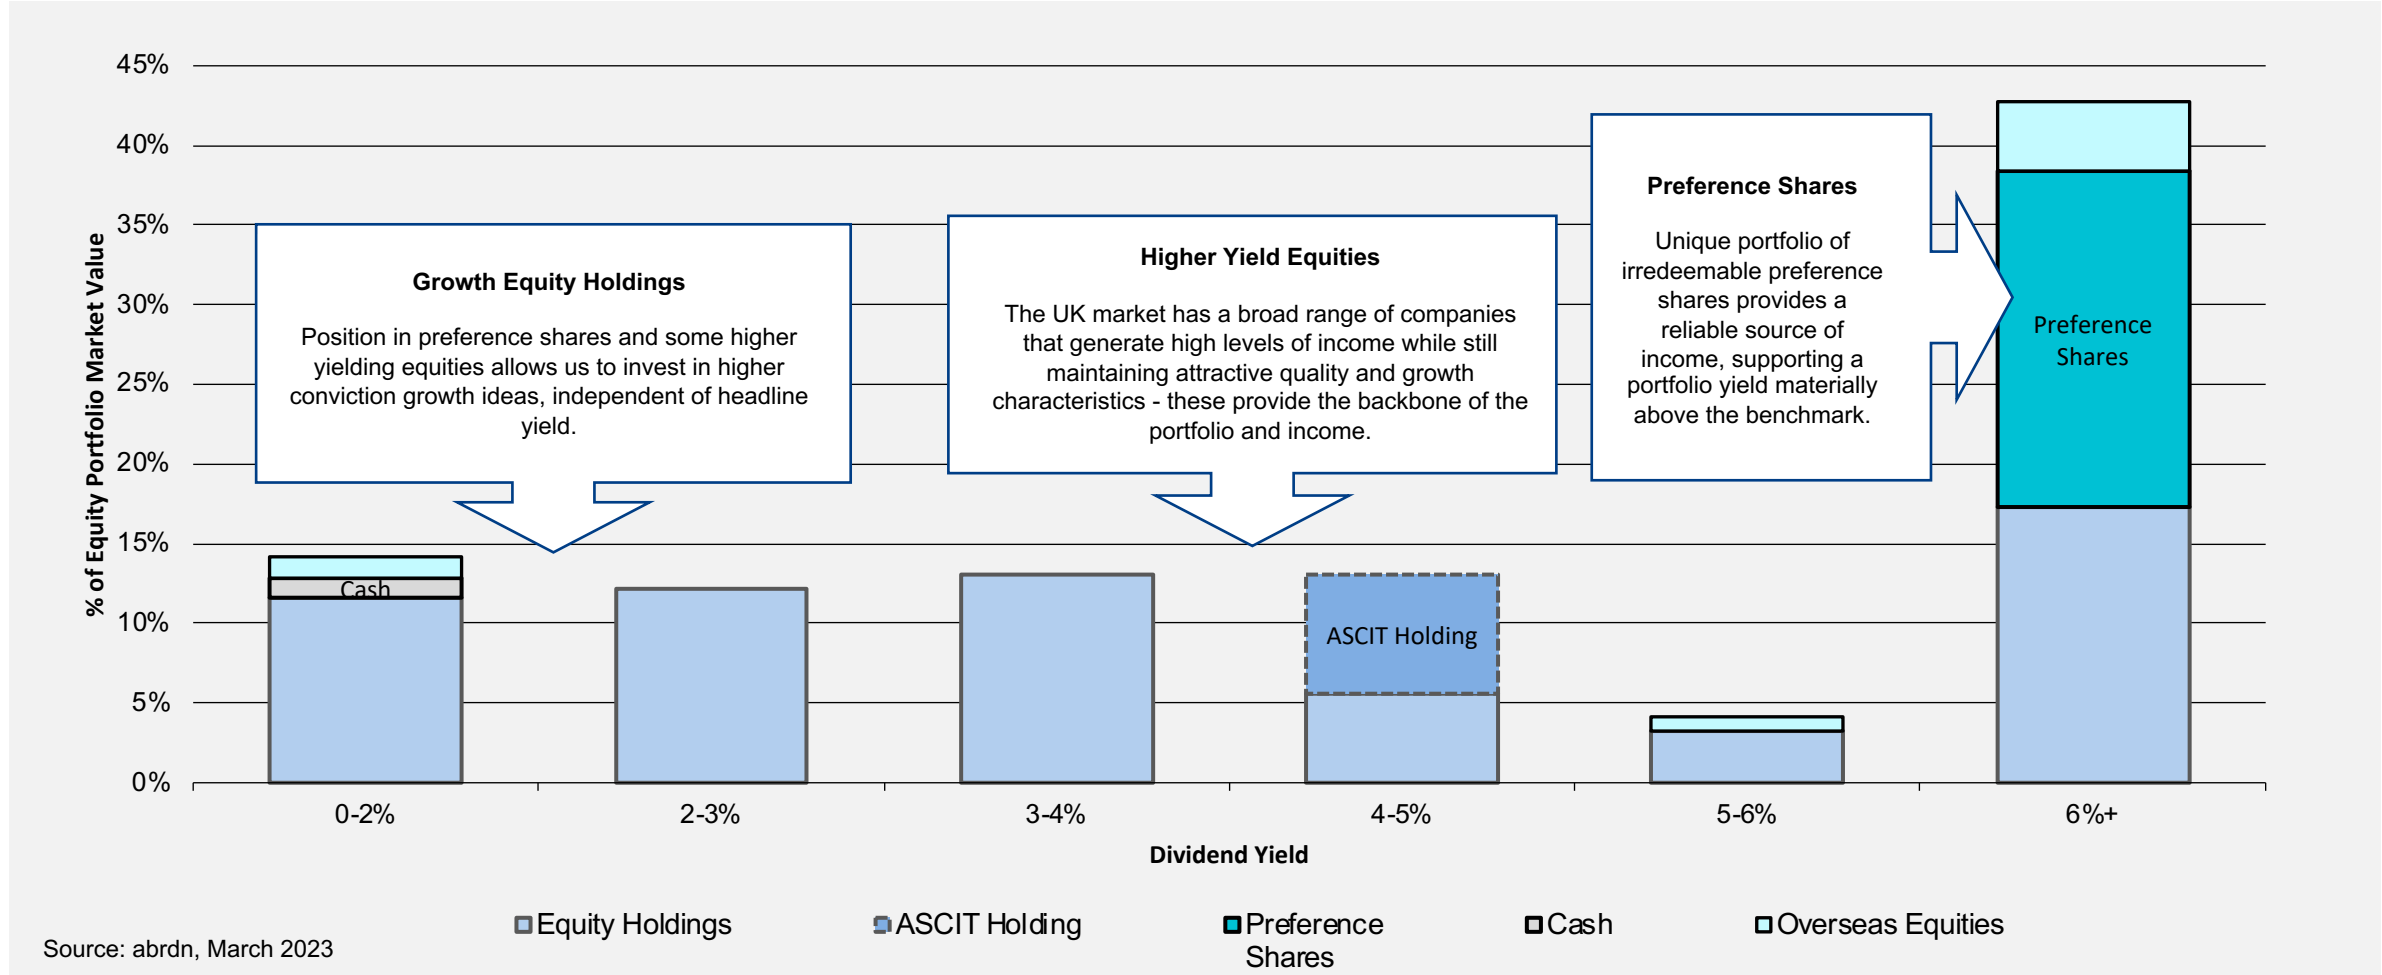 45%
40%
35%
30%
25%
20%
15%
10%
5%
0%
% of Equity Portfolio Market Value
Growth Equity Holdings
Position in preference shares and some higher
yielding equities allows us to invest in higher
conviction growth ideas, independent of headline
yield.
Higher Yield Equities
The UK market has a broad range of companies
that generate high levels of income while still
maintaining attractive quality and growth
characteristics - these provide the backbone of the
portfolio and income.
Preference Shares
Unique portfolio of
irredeemable preference
shares provides a
reliable source of
income, supporting a
portfolio yield materially
above the benchmark.
Cash
ASCIT Holding
Preference
Shares
0-2%
2-3%
3-4%
4-5%
5-6%
6%+
Dividend Yield
Equity Holdings
ASCIT Holding
Preference
Shares
Cash
Overseas Equities
Source: abrdn, March 2023